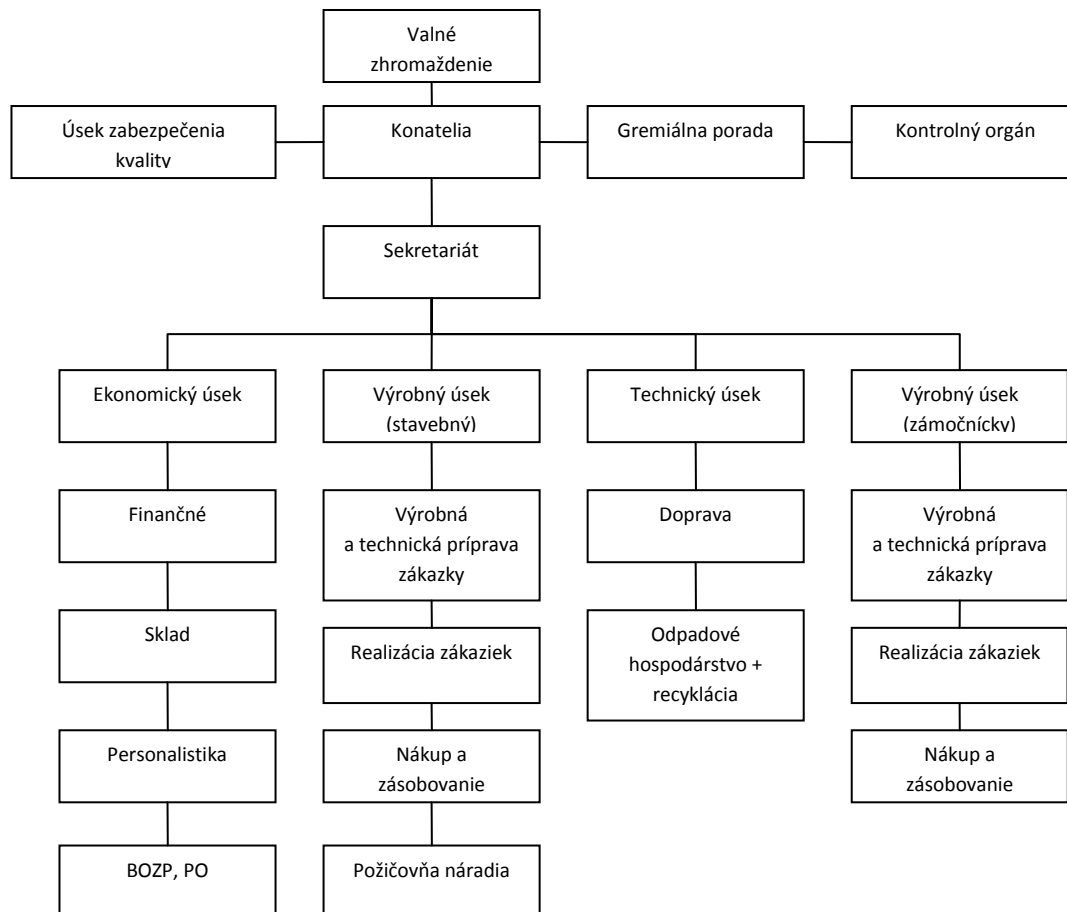 Valné
zhromaždenie
Úsek zabezpečenia
kvality
Konatelia
Gremiálna porada
Kontrolný orgán
Sekretariát
Ekonomický úsek
Výrobný úsek
(stavebný)
Technický úsek
Výrobný úsek
(zámočnícky)
Finančné
Výrobná
a technická príprava
zákazky
Doprava
Výrobná
a technická príprava
zákazky
Sklad
Realizácia zákaziek
Odpadové
hospodárstvo +
recyklácia
Realizácia zákaziek
Personalistika
Nákup a
zásobovanie
Nákup a
zásobovanie
BOZP, PO
Požičovňa náradia